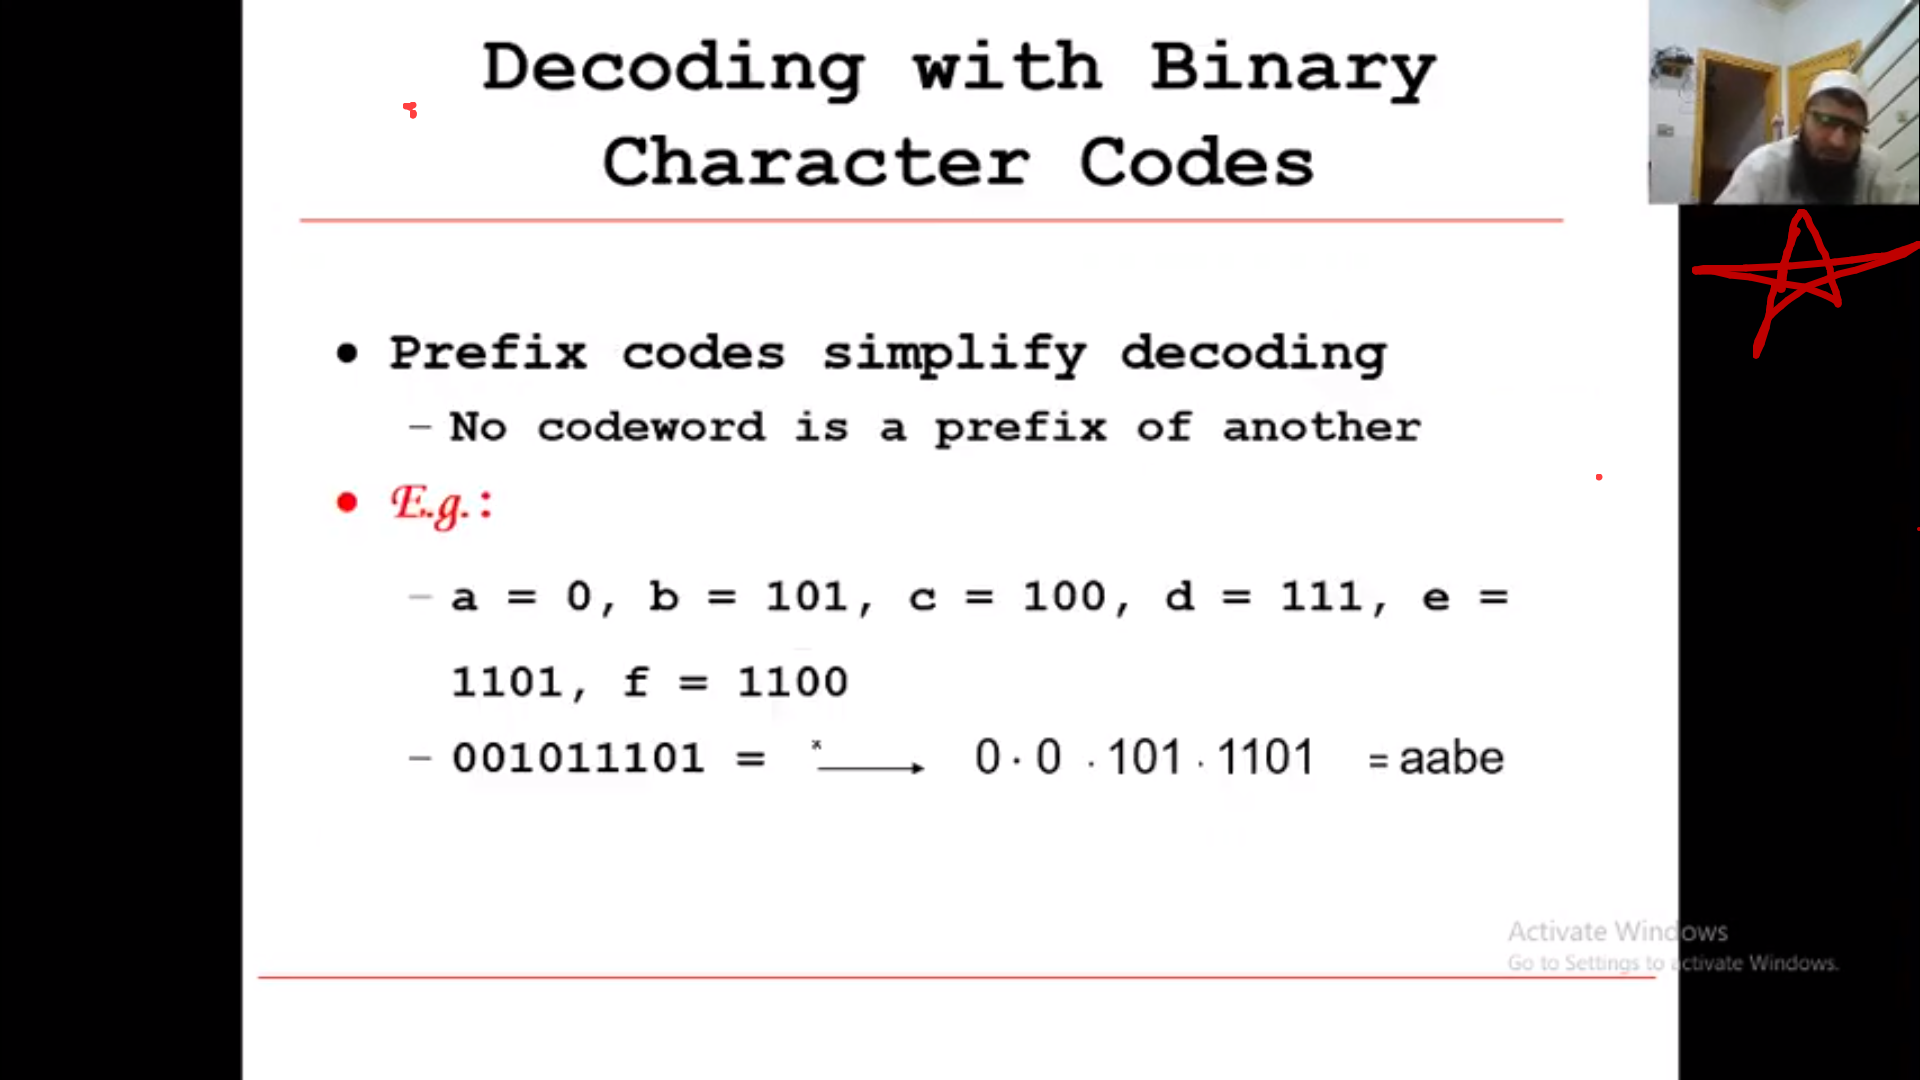 Decoding with Binary
Character Codes
• Prefix codes simplify decoding
– No codeword is a prefix of another
• E.g.:
– a = 0, b = 101, c = 100, d = 111, e =
1101, f = 1100
– 001011101 = 0 · 0 · 101 · 1101 = aabe
Activate Windows
Go to Settings to activate Windows.